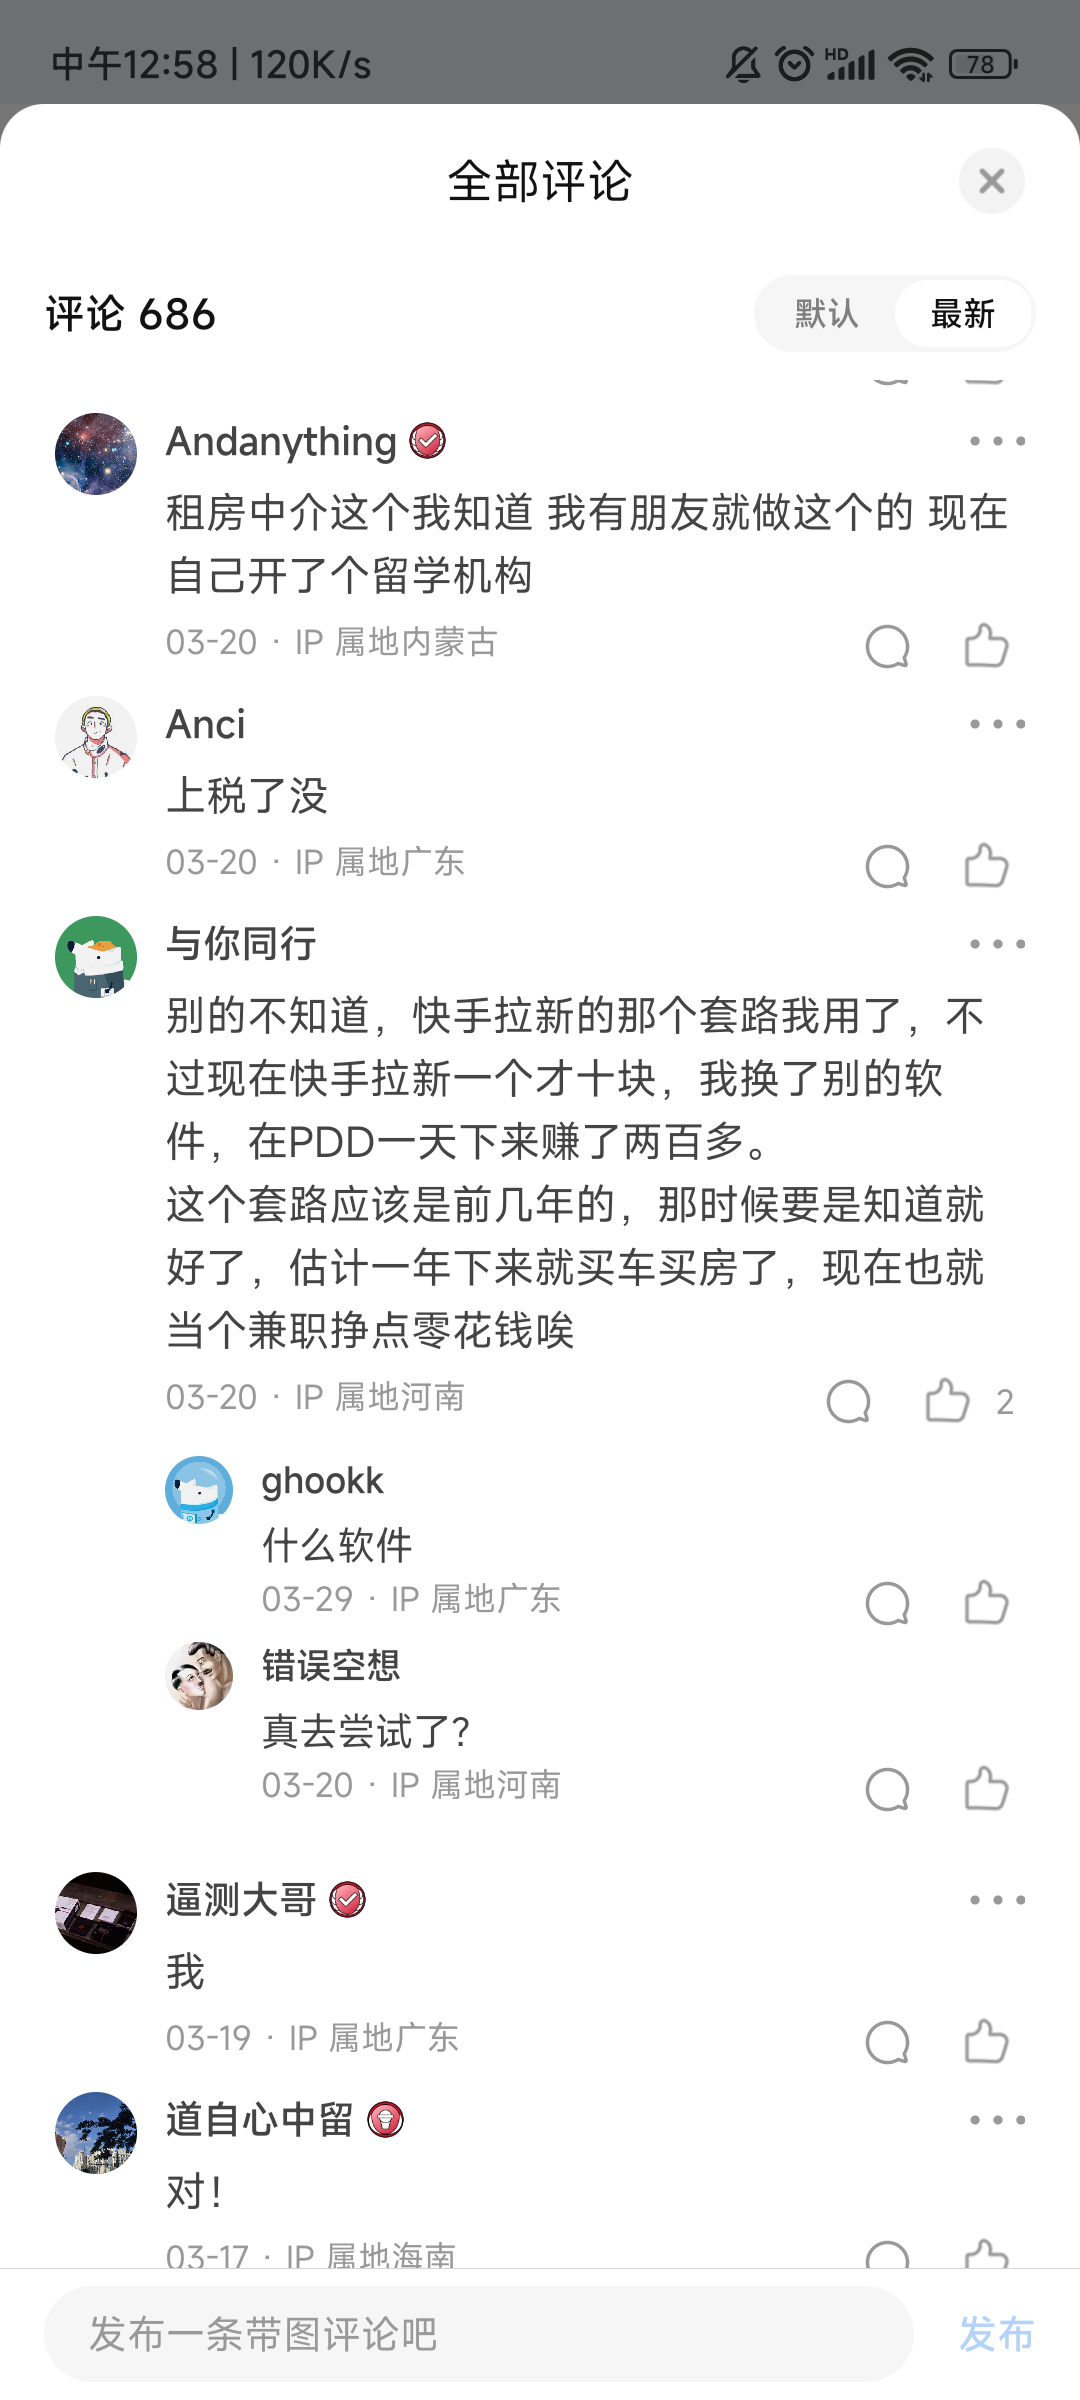 中午12:58 | 120K/s
HD
78
全部评论
评论 686
默认
最新
Andanything
租房中介这个我知道 我有朋友就做这个的 现在
自己开了个留学机构
03-20 · IP 属地内蒙古
Anci
上税了没
03-20 · IP 属地广东
与你同行
别的不知道，快手拉新的那个套路我用了，不
过现在快手拉新一个才十块，我换了别的软
件，在PDD一天下来赚了两百多。
这个套路应该是前几年的，那时候要是知道就
好了，估计一年下来就买车买房了，现在也就
当个兼职挣点零花钱唉
03-20 · IP 属地河南
2
ghookk
什么软件
03-29 · IP 属地广东
错误空想
真去尝试了？
03-20 · IP 属地河南
逼测大哥
我
03-19 · IP 属地广东
道自心中留
对！
03-17 · IP 属地海南
发布一条带图评论吧
发布